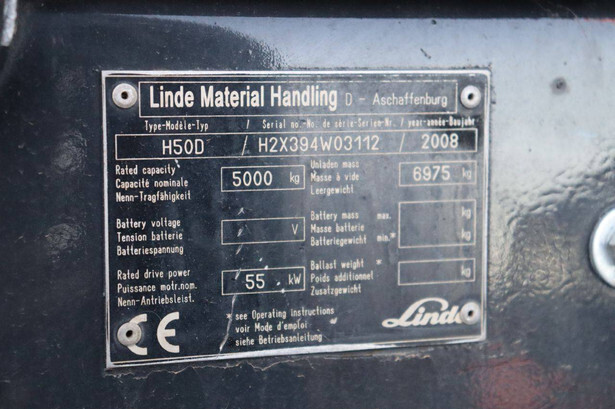 Linde Material Handling D - Aschaffenburg
Type-Modèle-Typ / Serial no.-No. de série-Serien-Nr. / year-année-Baujahr
H50D / H2X394W03112 / 2008
Rated capacity
Capacité nominale
Nenn-Tragfähigkeit
5000 kg
Unladen mass
Masse à vide
Leergewicht
6975 kg
Battery voltage
Tension batterie
Batteriespannung
V
Battery mass max.
Masse batterie
Batteriegewicht min.*
kg
kg
Rated drive power
Puissance motr.nom.
Nenn-Antriebsleist.
55 kW
Ballast weight *
Poids additionnel
Zusatzgewicht
kg
* see Operating instructions
voir Mode d'emploi
siehe Betriebsanleitung
CE
Linde